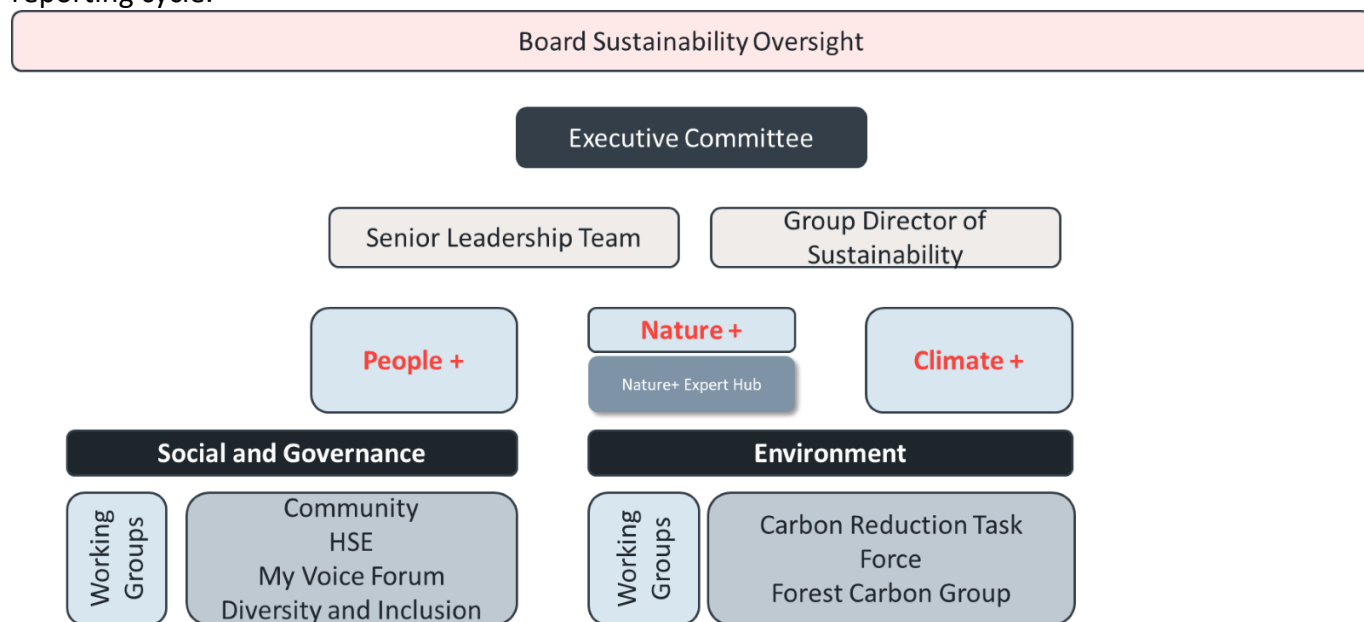 reporting cycle.
Board Sustainability Oversight
Executive Committee
Senior Leadership Team
Group Director of
Sustainability
People +
Nature +
Nature+ Expert Hub
Climate +
Social and Governance
Environment
Working
Groups
Community
HSE
My Voice Forum
Diversity and Inclusion
Working
Groups
Carbon Reduction Task
Force
Forest Carbon Group